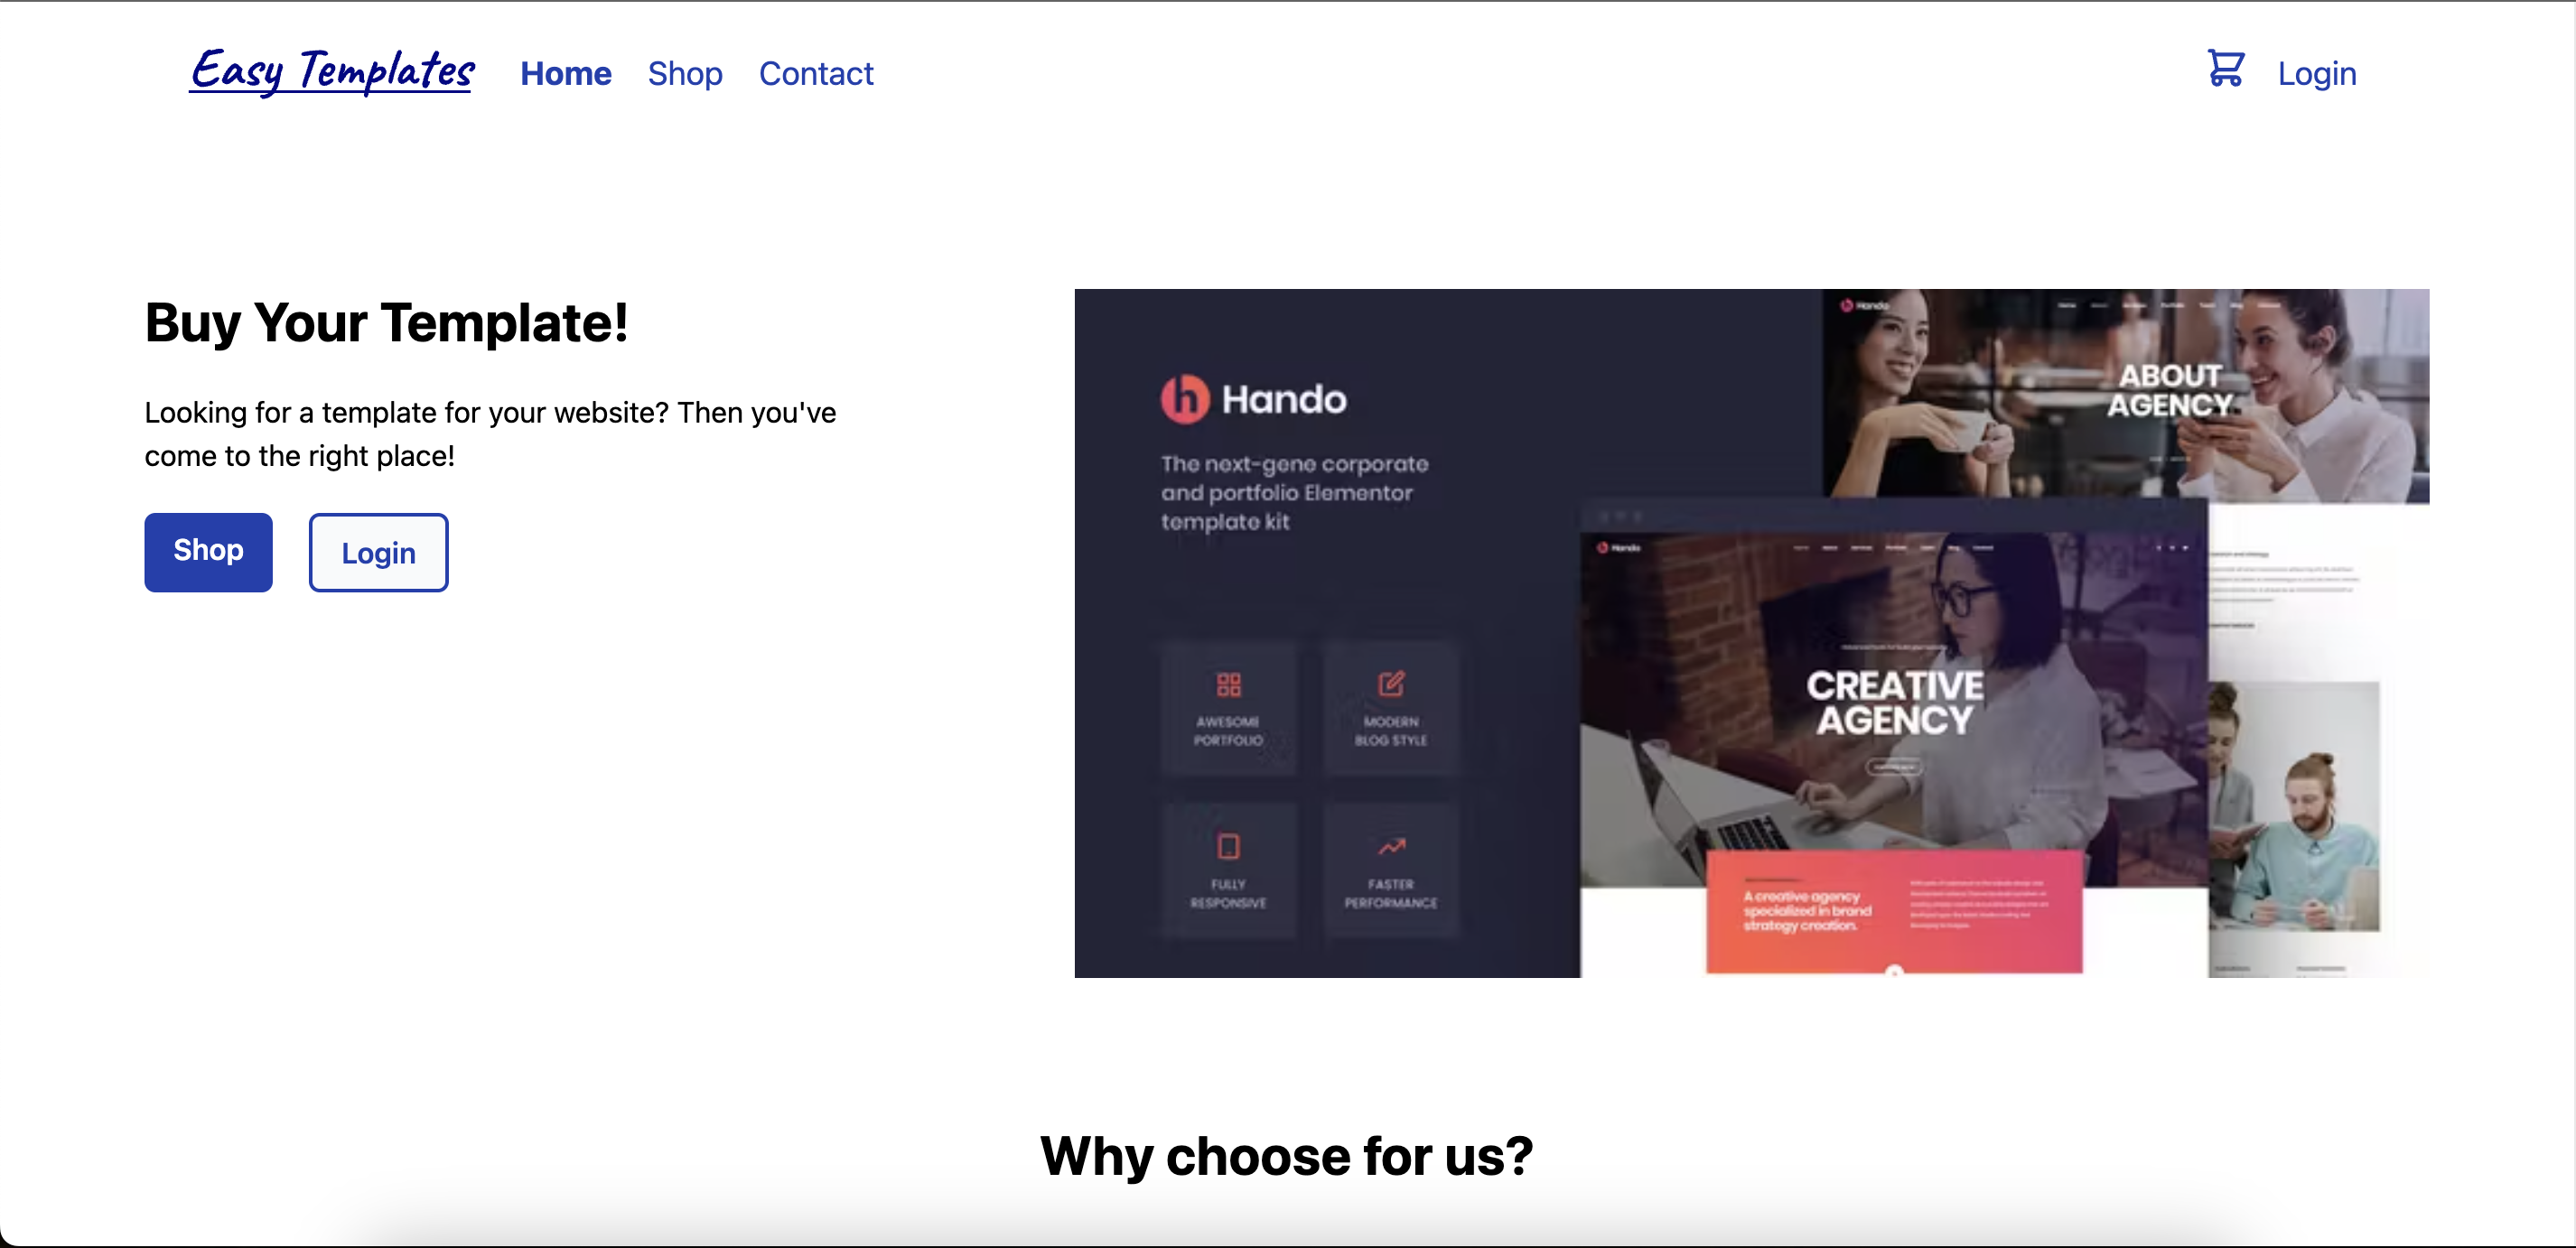 Easy Templates
Home
Shop
Contact
Login
Buy Your Template!
Looking for a template for your website? Then you've
come to the right place!
Shop
Login
Hando
The next-gene corporate
and portfolio Elementor
template kit
AWESOME
PORTFOLIO
MODERN
BLOG STYLE
FULLY
RESPONSIVE
FASTER
PERFORMANCE
Hando
ABOUT
AGENCY
Hando
CREATIVE
AGENCY
A creative agency
specialized in brand
strategy creation.
Why choose for us?